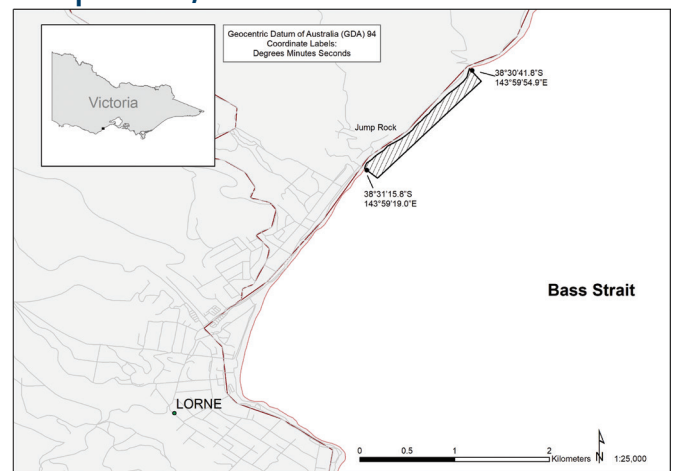 Geocentric Datum of Australia (GDA) 94
Coordinate Labels:
Degrees Minutes Seconds
Victoria
38°30'41.8"S
143°59'54.9"E
Jump Rock
38°31'15.8"S
143°59'19.0"E
Bass Strait
LORNE
0 0.5 1 2
Kilometers
N
1:25,000